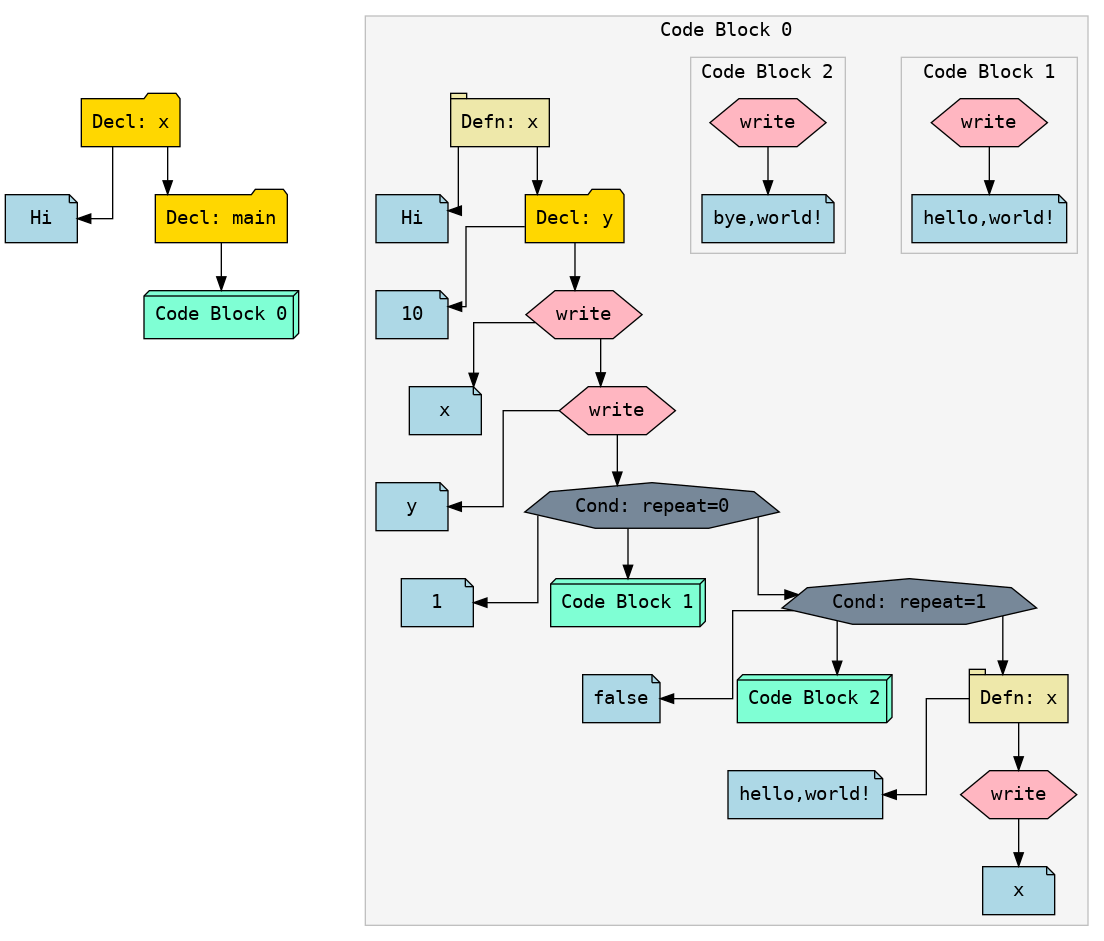 Code Block 0
Code Block 2
Code Block 1
Decl: x
Defn: x
write
write
Hi
Decl: main
Hi
Decl: y
bye,world!
hello,world!
Code Block 0
10
write
x
write
y
Cond: repeat=0
1
Code Block 1
Cond: repeat=1
false
Code Block 2
Defn: x
hello,world!
write
x